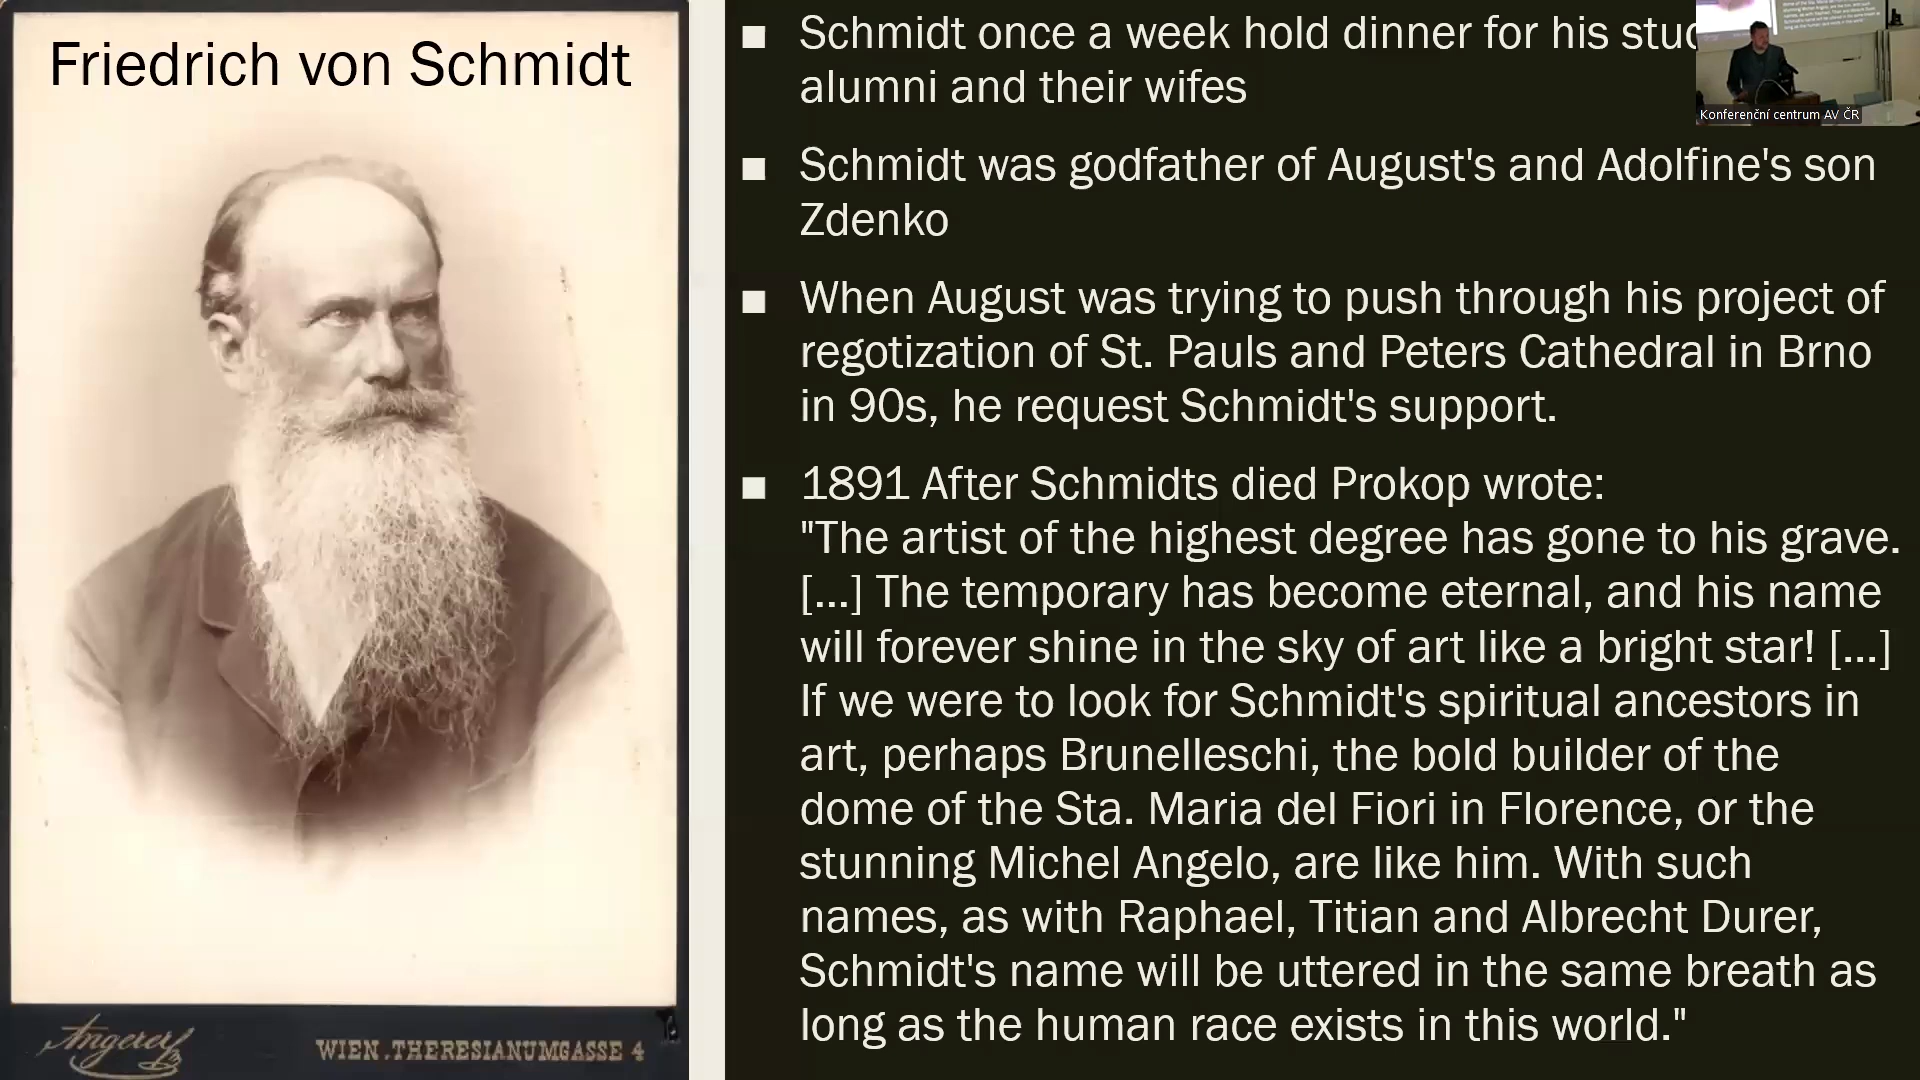 Friedrich von Schmidt
■ Schmidt once a week hold dinner for his
alumni and their wifes
■ Schmidt was godfather of August's and Adolfine's son
Zdenko
■ When August was trying to push through his project of
regotization of St. Pauls and Peters Cathedral in Brno
in 90s, he request Schmidt's support.
■ 1891 After Schmidts died Prokop wrote:
"The artist of the highest degree has gone to his grave.
[...] The temporary has become eternal, and his name
will forever shine in the sky of art like a bright star! [...]
If we were to look for Schmidt's spiritual ancestors in
art, perhaps Brunelleschi, the bold builder of the
dome of the Sta. Maria del Fiori in Florence, or the
stunning Michel Angelo, are like him. With such
names, as with Raphael, Titian and Albrecht Durer,
Schmidt's name will be uttered in the same breath as
long as the human race exists in this world."
Konferenční centrum AV ČR
Angerer
WIEN.THERESIANUMGASSE 4